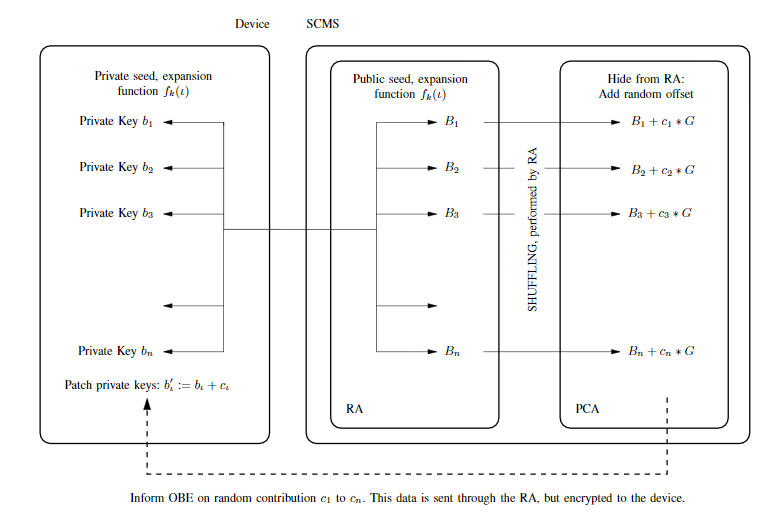 Device
SCMS
Private seed, expansion
function fₖ(ι)
Private Key b₁
Private Key b₂
Private Key b₃
Private Key bₙ
Patch private keys: b′ᵢ := bᵢ + cᵢ
Public seed, expansion
function fₖ(ι)
B₁
B₂
B₃
Bₙ
RA
SHUFFLING, performed by RA
Hide from RA:
Add random offset
B₁ + c₁ ∗ G
B₂ + c₂ ∗ G
B₃ + c₃ ∗ G
Bₙ + cₙ ∗ G
PCA
Inform OBE on random contribution c₁ to cₙ. This data is sent through the RA, but encrypted to the device.